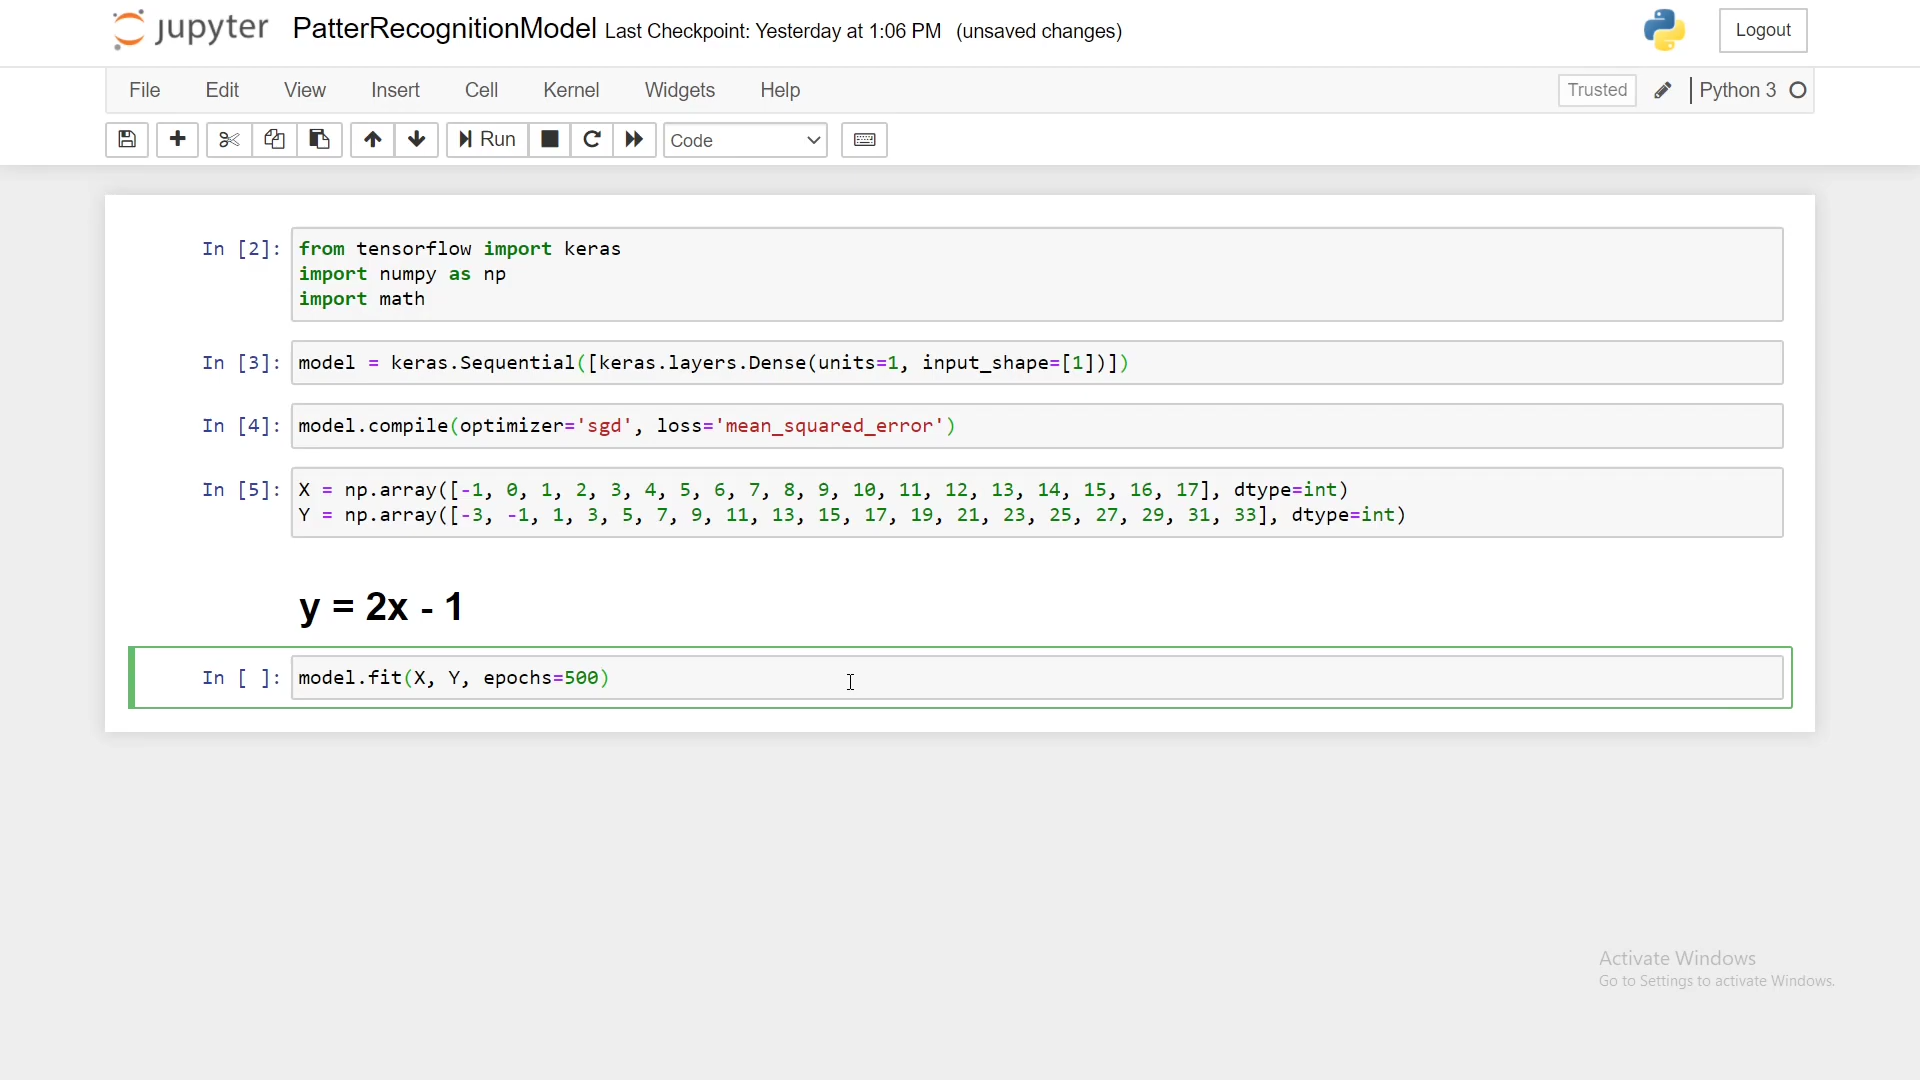 jupyter PatterRecognitionModel Last Checkpoint: Yesterday at 1:06 PM (unsaved changes) Logout
File Edit View Insert Cell Kernel Widgets Help Trusted Python 3
Run Code
In [2]: from tensorflow import keras
import numpy as np
import math
In [3]: model = keras.Sequential([keras.layers.Dense(units=1, input_shape=[1])])
In [4]: model.compile(optimizer='sgd', loss='mean_squared_error')
In [5]: X = np.array([-1, 0, 1, 2, 3, 4, 5, 6, 7, 8, 9, 10, 11, 12, 13, 14, 15, 16, 17], dtype=int)
Y = np.array([-3, -1, 1, 3, 5, 7, 9, 11, 13, 15, 17, 19, 21, 23, 25, 27, 29, 31, 33], dtype=int)
y = 2x - 1
In [ ]: model.fit(X, Y, epochs=500)
Activate Windows
Go to Settings to activate Windows.